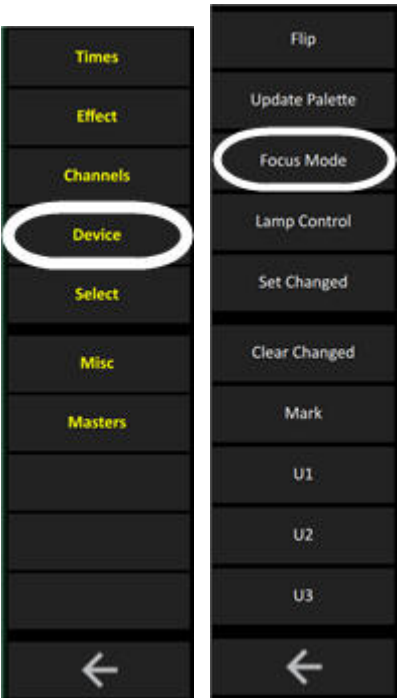 Times
Effect
Channels
Device
Select
Misc
Masters
Flip
Update Palette
Focus Mode
Lamp Control
Set Changed
Clear Changed
Mark
U1
U2
U3